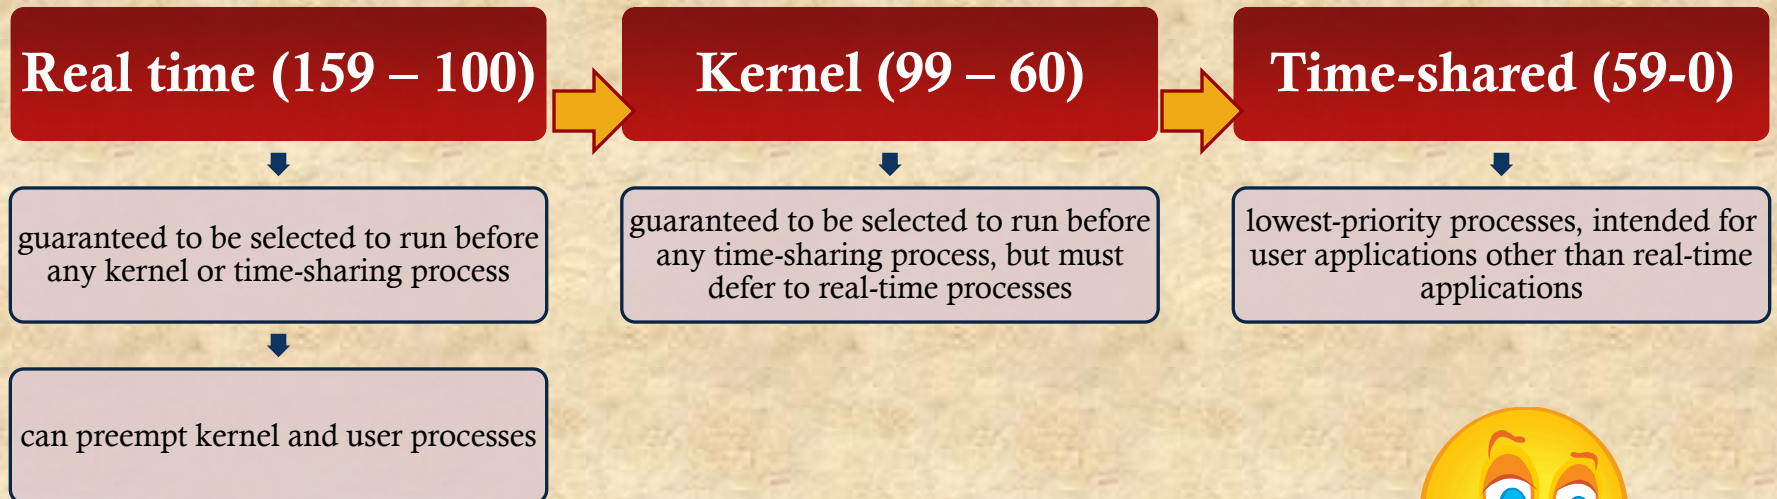 Real time (159 – 100)
guaranteed to be selected to run before
any kernel or time-sharing process
can preempt kernel and user processes
Kernel (99 – 60)
guaranteed to be selected to run before
any time-sharing process, but must
defer to real-time processes
Time-shared (59-0)
lowest-priority processes, intended for
user applications other than real-time
applications